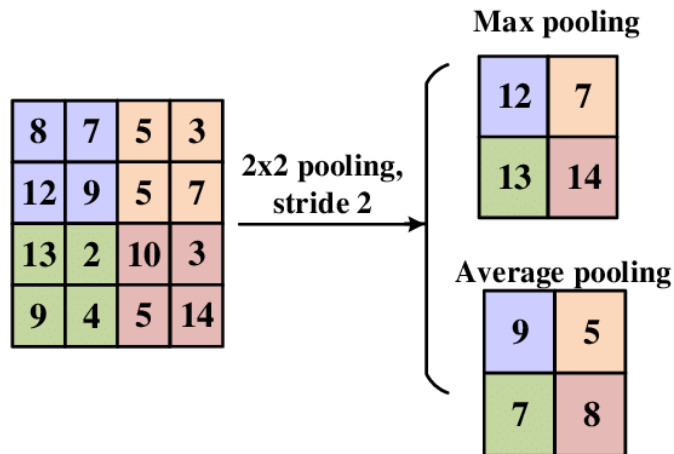 Max pooling
12 7
13 14
8 7 5 3
12 9 5 7
13 2 10 3
9 4 5 14
2x2 pooling,
stride 2
Average pooling
9 5
7 8